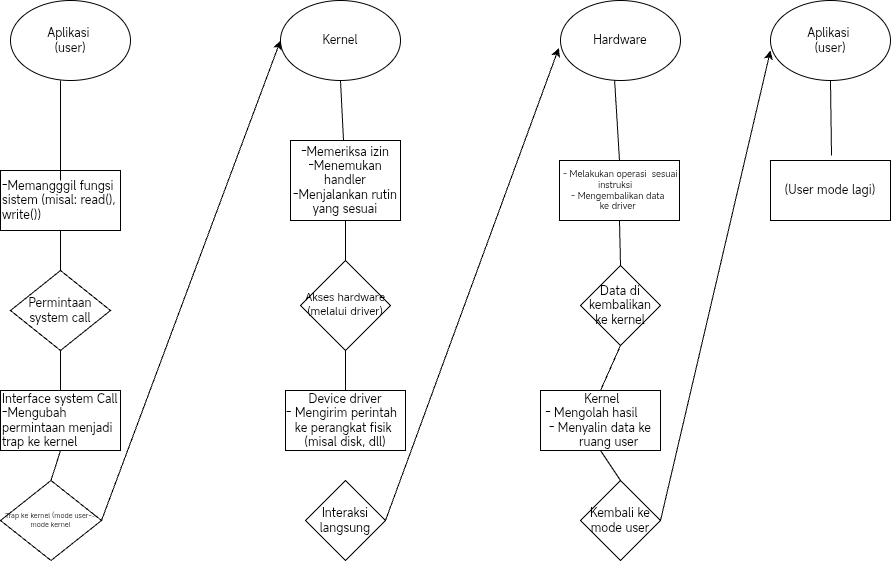 Aplikasi
(user)
-Memangggil fungsi
sistem (misal: read(),
write())
Permintaan
system call
Interface system Call
-Mengubah
permintaan menjadi
trap ke kernel
Trap ke kernel (mode user-->
mode kernel
Kernel
-Memeriksa izin
-Menemukan
handler
-Menjalankan rutin
yang sesuai
Akses hardware
(melalui driver)
Device driver
- Mengirim perintah
ke perangkat fisik
(misal disk, dll)
Interaksi
langsung
Hardware
- Melakukan operasi sesuai
instruksi
- Mengembalikan data
ke driver
Data di
kembalikan
ke kernel
Kernel
- Mengolah hasil
- Menyalin data ke
ruang user
Kembali ke
mode user
Aplikasi
(user)
(User mode lagi)